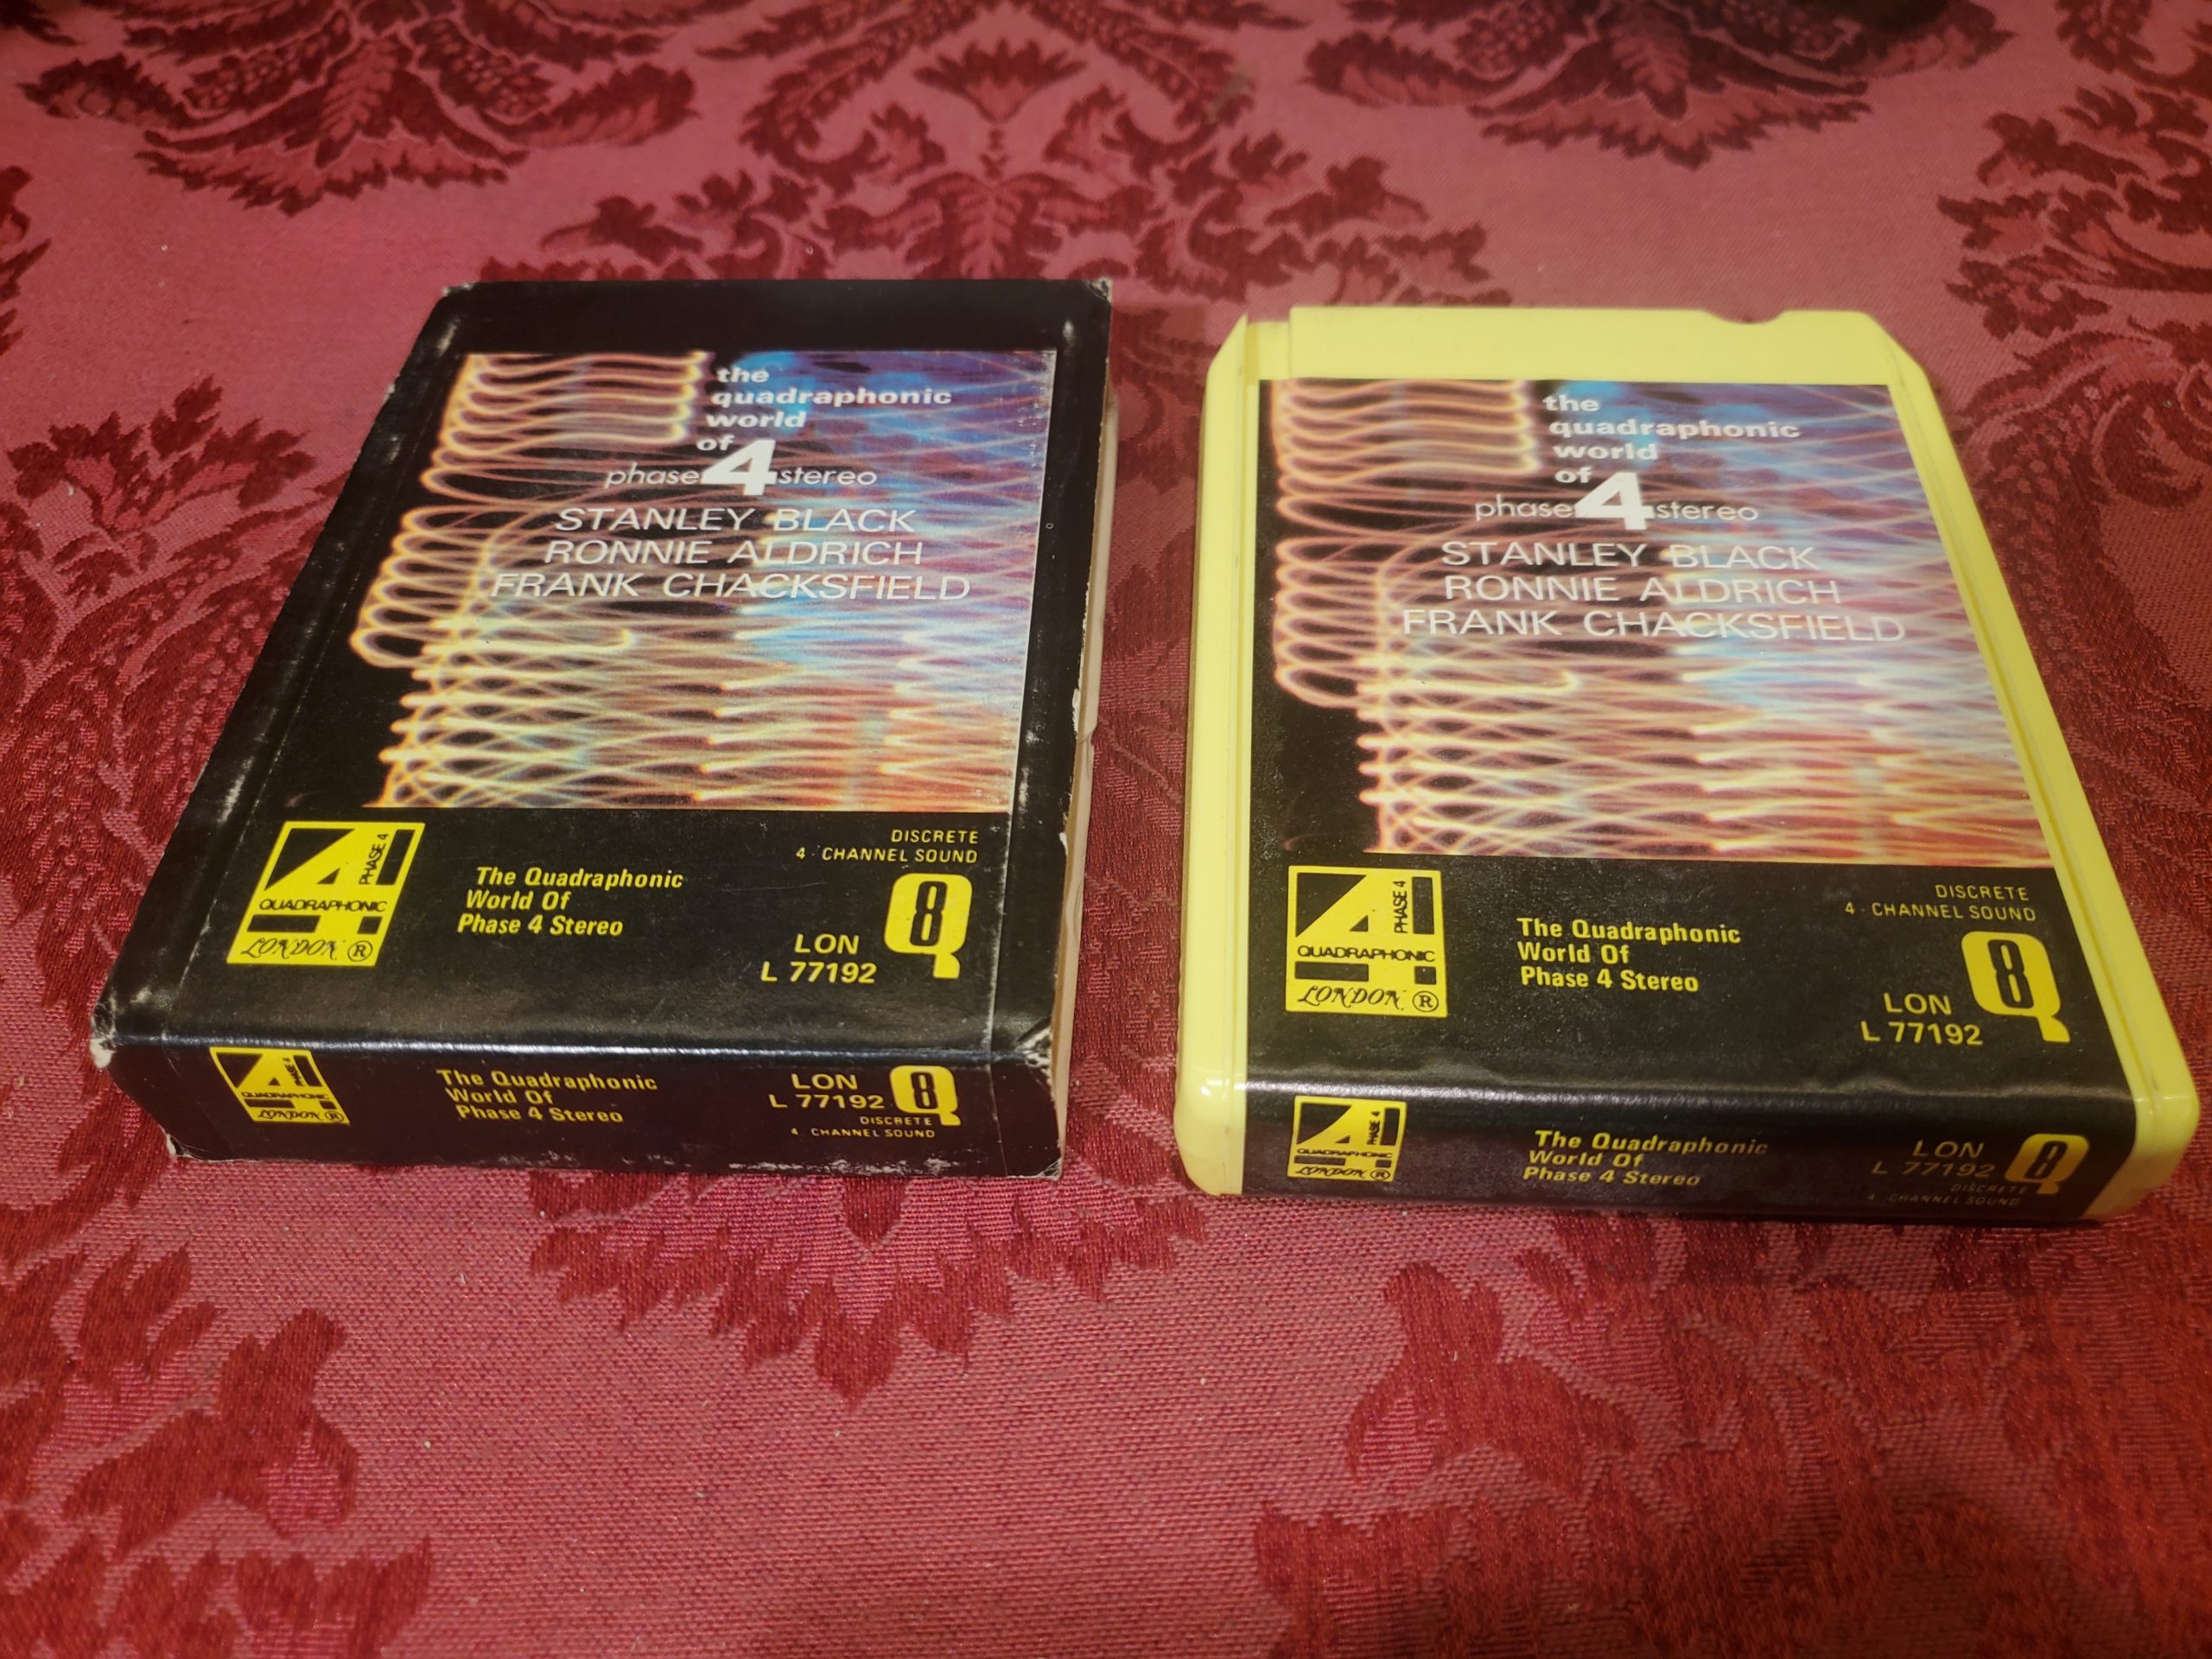 the
quadraphonic
world
of
phase 4 stereo
STANLEY BLACK
RONNIE ALDRICH
FRANK CHACKSFIELD
4 PHASE 4
QUADRAPHONIC
LONDON ®
The Quadraphonic
World Of
Phase 4 Stereo
DISCRETE
4 · CHANNEL SOUND
LON
L 77192
Q8
4 PHASE 4
QUADRAPHONIC
LONDON ®
The Quadraphonic
World Of
Phase 4 Stereo
LON
L 77192
Q8
DISCRETE
4 CHANNEL SOUND
the
quadraphonic
world
of
phase 4 stereo
STANLEY BLACK
RONNIE ALDRICH
FRANK CHACKSFIELD
4 PHASE 4
QUADRAPHONIC
LONDON ®
The Quadraphonic
World Of
Phase 4 Stereo
DISCRETE
4 · CHANNEL SOUND
LON
L 77192
Q8
4 PHASE 4
QUADRAPHONIC
LONDON ®
The Quadraphonic
World Of
Phase 4 Stereo
LON
L 77192
Q8
DISCRETE
4 CHANNEL SOUND